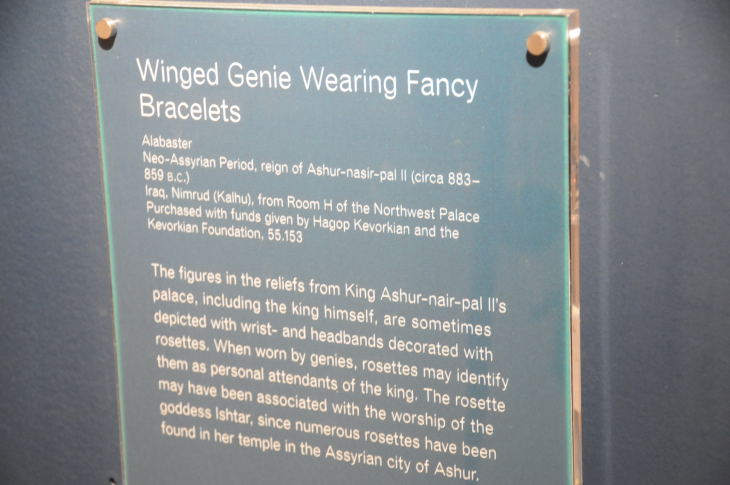 Winged Genie Wearing Fancy
Bracelets
Alabaster
Neo-Assyrian Period, reign of Ashur-nasir-pal II (circa 883–
859 B.C.)
Iraq, Nimrud (Kalhu), from Room H of the Northwest Palace
Purchased with funds given by Hagop Kevorkian and the
Kevorkian Foundation, 55.153
The figures in the reliefs from King Ashur-nair-pal II's
palace, including the king himself, are sometimes
depicted with wrist- and headbands decorated with
rosettes. When worn by genies, rosettes may identify
them as personal attendants of the king. The rosette
may have been associated with the worship of the
goddess Ishtar, since numerous rosettes have been
found in her temple in the Assyrian city of Ashur.